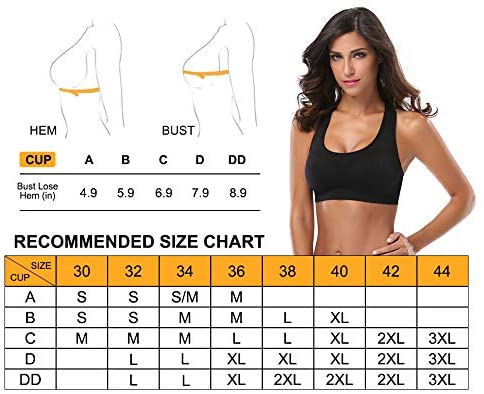 HEM BUST
CUP A B C D DD
Bust Lose
Hem (in) 4.9 5.9 6.9 7.9 8.9
RECOMMENDED SIZE CHART
SIZE
CUP 30 32 34 36 38 40 42 44
A S S S/M M
B S S M M L XL
C M M M L L XL 2XL 3XL
D L L XL XL XL 2XL 3XL
DD L L XL 2XL 2XL 2XL 3XL